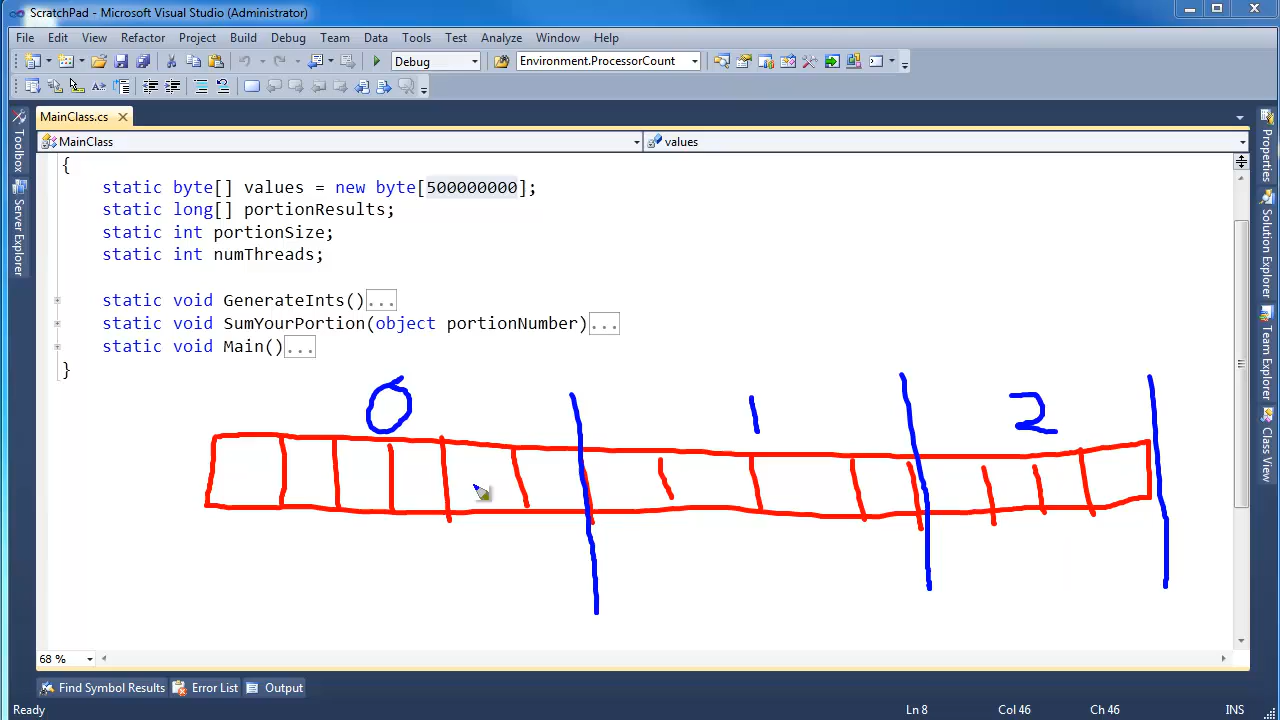 ScratchPad - Microsoft Visual Studio (Administrator)
File Edit View Refactor Project Build Debug Team Data Tools Test Analyze Window Help
Debug Environment.ProcessorCount
MainClass.cs
MainClass values
{
static byte[] values = new byte[500000000];
static long[] portionResults;
static int portionSize;
static int numThreads;
static void GenerateInts()...
static void SumYourPortion(object portionNumber)...
static void Main()...
}
0 1 2
Toolbox
Server Explorer
Properties
Solution Explorer
Team Explorer
Class View
68 %
Find Symbol Results Error List Output
Ready Ln 8 Col 46 Ch 46 INS